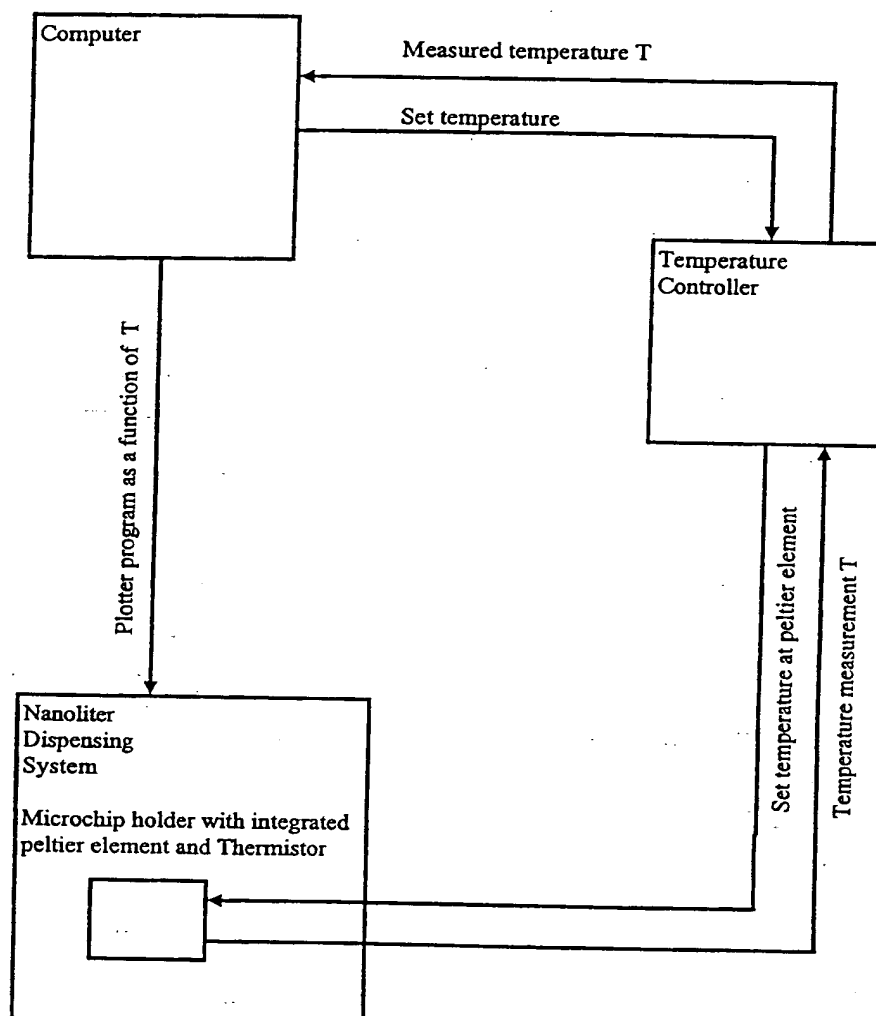 Computer
Measured temperature T
Set temperature
Temperature
Controller
Plotter program as a function of T
Set temperature at peltier element
Temperature measurement T
Nanoliter
Dispensing
System
Microchip holder with integrated
peltier element and Thermistor